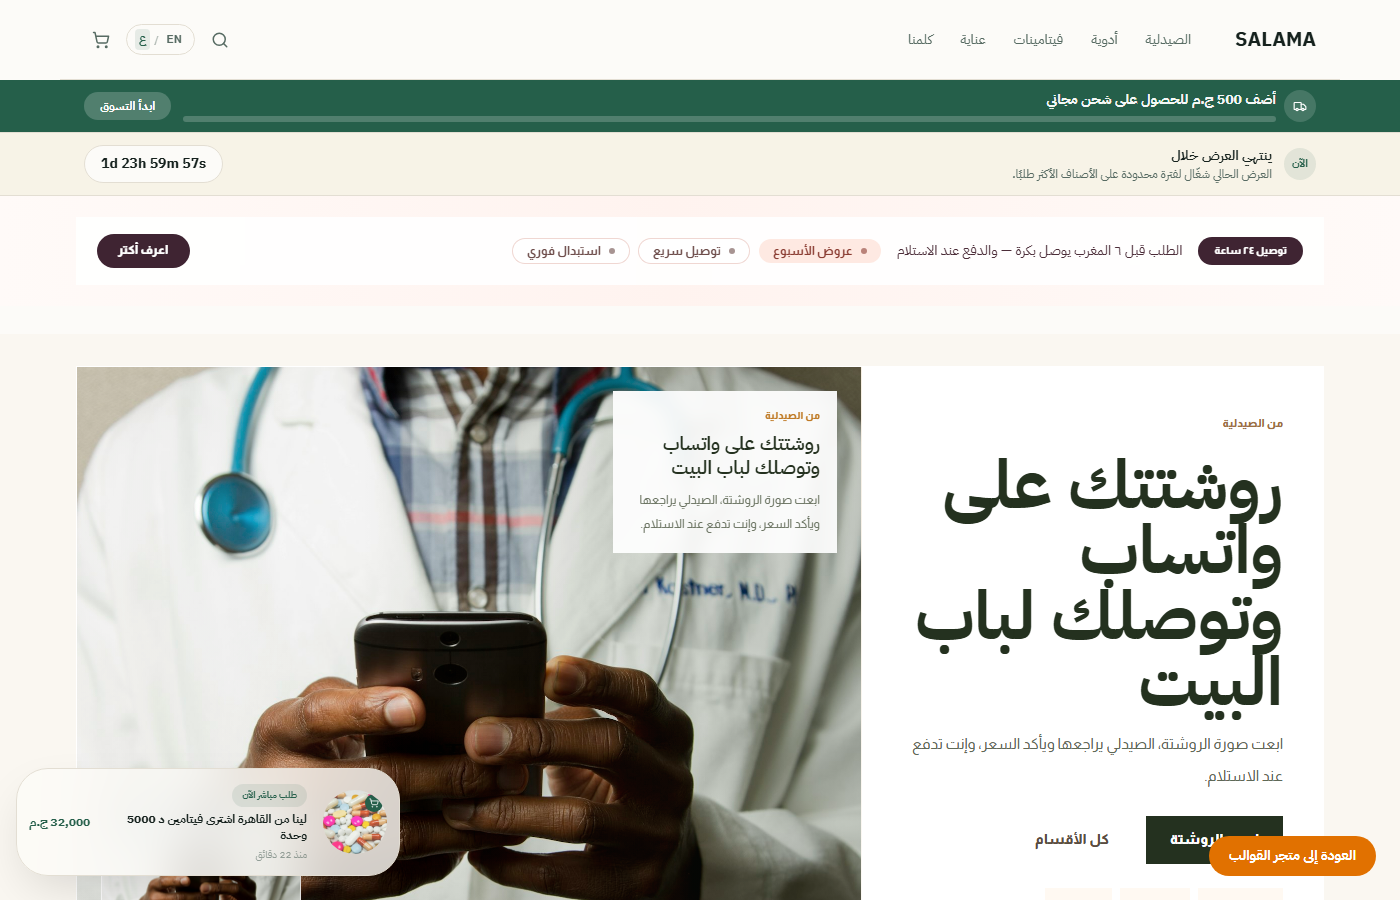 SALAMA
الصيدلية
أدوية
فيتامينات
عناية
كلمنا
EN / ع
أضف 500 ج.م للحصول على شحن مجاني
ابدأ التسوق
الآن
ينتهي العرض خلال
العرض الحالي شغّال لفترة محدودة على الأصناف الأكثر طلبًا.
1d 23h 59m 57s
توصيل ٢٤ ساعة
الطلب قبل ٦ المغرب يوصل بكرة — والدفع عند الاستلام
عروض الأسبوع
توصيل سريع
استبدال فوري
اعرف أكتر
من الصيدلية
روشتتك على
واتساب
وتوصلك لباب
البيت
ابعت صورة الروشتة، الصيدلي يراجعها ويأكد السعر، وإنت تدفع
عند الاستلام.
الروشتة
كل الأقسام
من الصيدلية
روشتتك على واتساب
وتوصلك لباب البيت
ابعت صورة الروشتة، الصيدلي يراجعها
ويأكد السعر، وإنت تدفع عند الاستلام.
طلب مباشر الآن
لينا من القاهرة اشترى فيتامين د 5000
وحدة
منذ 22 دقائق
32,000 ج.م
العودة إلى متجر القوالب